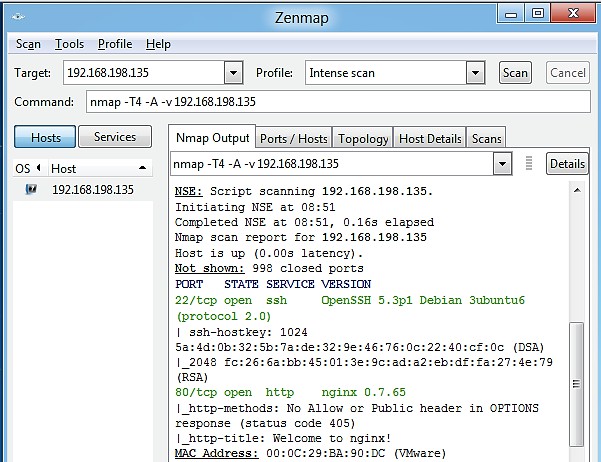 Zenmap
Scan Tools Profile Help
Target: 192.168.198.135 Profile: Intense scan Scan Cancel
Command: nmap -T4 -A -v 192.168.198.135
Hosts Services
OS Host
192.168.198.135
Nmap Output Ports / Hosts Topology Host Details Scans
nmap -T4 -A -v 192.168.198.135 Details
NSE: Script scanning 192.168.198.135.
Initiating NSE at 08:51
Completed NSE at 08:51, 0.16s elapsed
Nmap scan report for 192.168.198.135
Host is up (0.00s latency).
Not shown: 998 closed ports
PORT STATE SERVICE VERSION
22/tcp open ssh OpenSSH 5.3p1 Debian 3ubuntu6
(protocol 2.0)
| ssh-hostkey: 1024
5a:4d:0b:32:5b:7a:de:32:9e:46:76:0c:22:40:cf:0c (DSA)
|_2048 fc:26:6a:bb:45:01:3e:9c:ad:a2:eb:df:fa:27:4e:79
(RSA)
80/tcp open http nginx 0.7.65
|_http-methods: No Allow or Public header in OPTIONS
response (status code 405)
|_http-title: Welcome to nginx!
MAC Address: 00:0C:29:BA:90:DC (VMware)